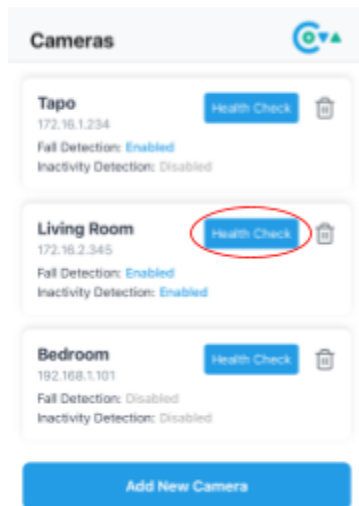 Cameras
Tapo
Health Check
172.16.1.234
Fall Detection: Enabled
Inactivity Detection: Disabled
Living Room
Health Check
172.16.2.345
Fall Detection: Enabled
Inactivity Detection: Enabled
Bedroom
Health Check
192.168.1.101
Fall Detection: Disabled
Inactivity Detection: Disabled
Add New Camera